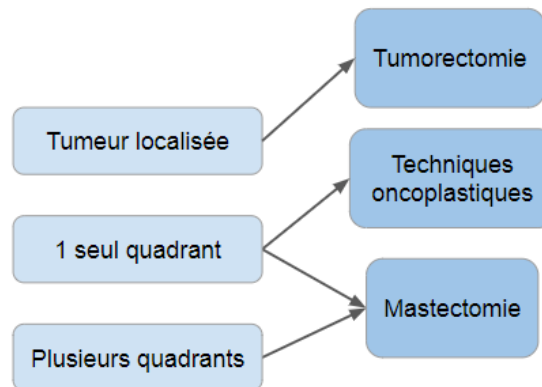 Tumorectomie
Tumeur localisée
Techniques
oncoplastiques
1 seul quadrant
Mastectomie
Plusieurs quadrants